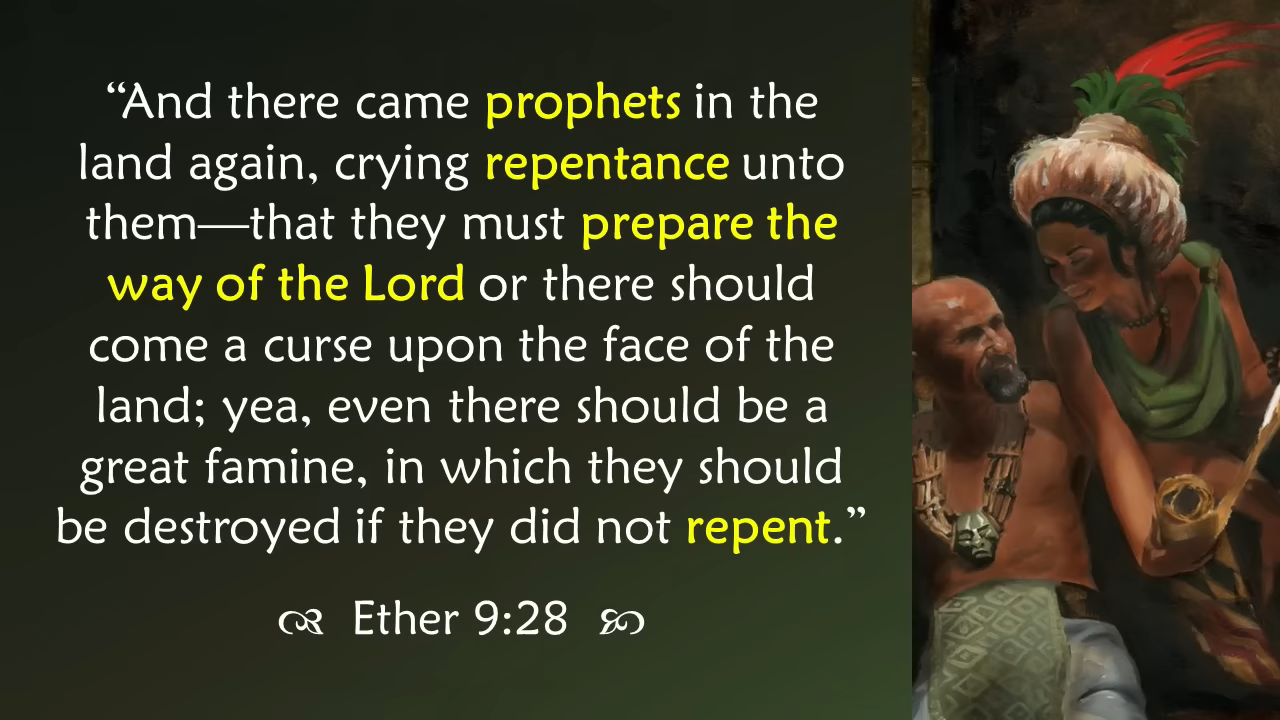 “And there came prophets in the
land again, crying repentance unto
them—that they must prepare the
way of the Lord or there should
come a curse upon the face of the
land; yea, even there should be a
great famine, in which they should
be destroyed if they did not repent.”
Ether 9:28